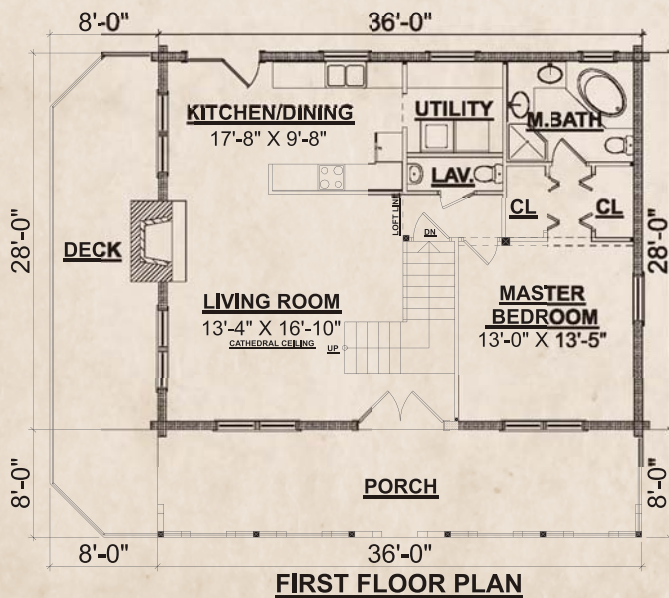 8'-0" 36'-0"
KITCHEN/DINING
17'-8" X 9'-8"
UTILITY
M.BATH
LAV.
CL
CL
LOFT LINE
DN
28'-0"
DECK
28'-0"
LIVING ROOM
13'-4" X 16'-10"
CATHEDRAL CEILING
UP
MASTER
BEDROOM
13'-0" X 13'-5"
8'-0"
PORCH
8'-0"
8'-0" 36'-0"
FIRST FLOOR PLAN